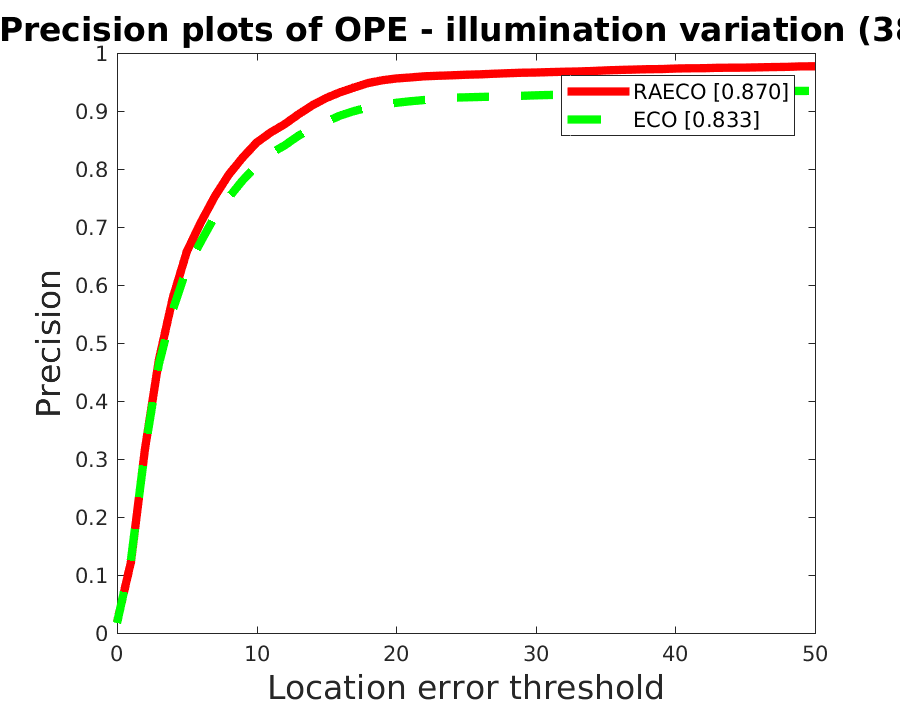 Precision plots of OPE - illumination variation (38
1
0.9
0.8
0.7
0.6
0.5
0.4
0.3
0.2
0.1
0
Precision
RAECO [0.870]
ECO [0.833]
0 10 20 30 40 50
Location error threshold